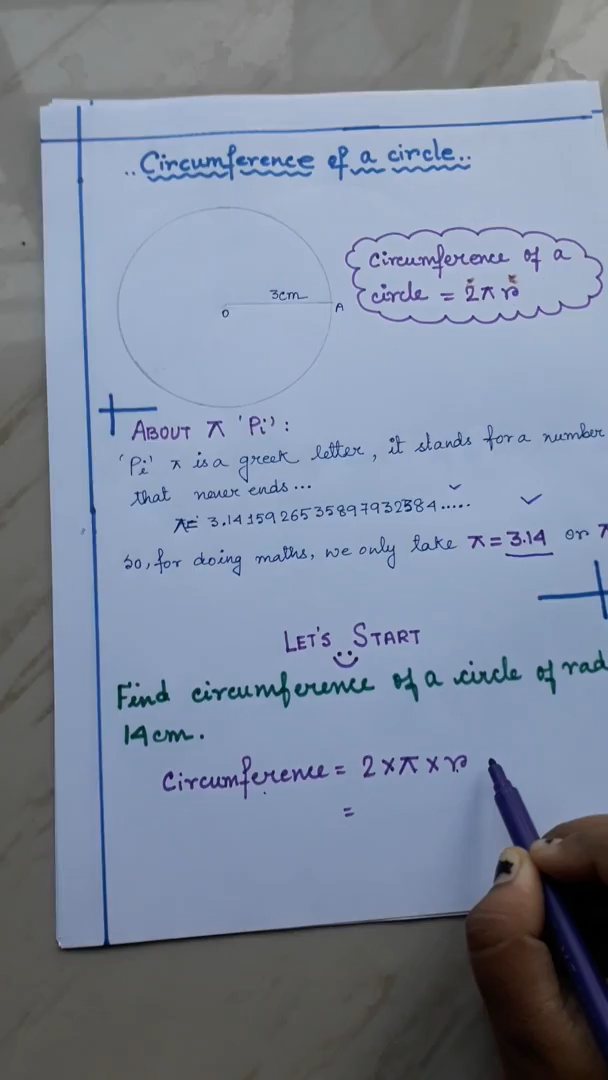 ..Circumference of a circle..
3cm
O
A
Circumference of a
circle = 2πr
ABOUT π 'Pi':
'Pi' π is a greek letter, it stands for a number
that never ends...
π= 3.14159265358979 32384.....
So, for doing maths, we only take π = 3.14 or π
LET'S START
Find circumference of a circle of rad
14cm.
Circumference = 2×π×r
=